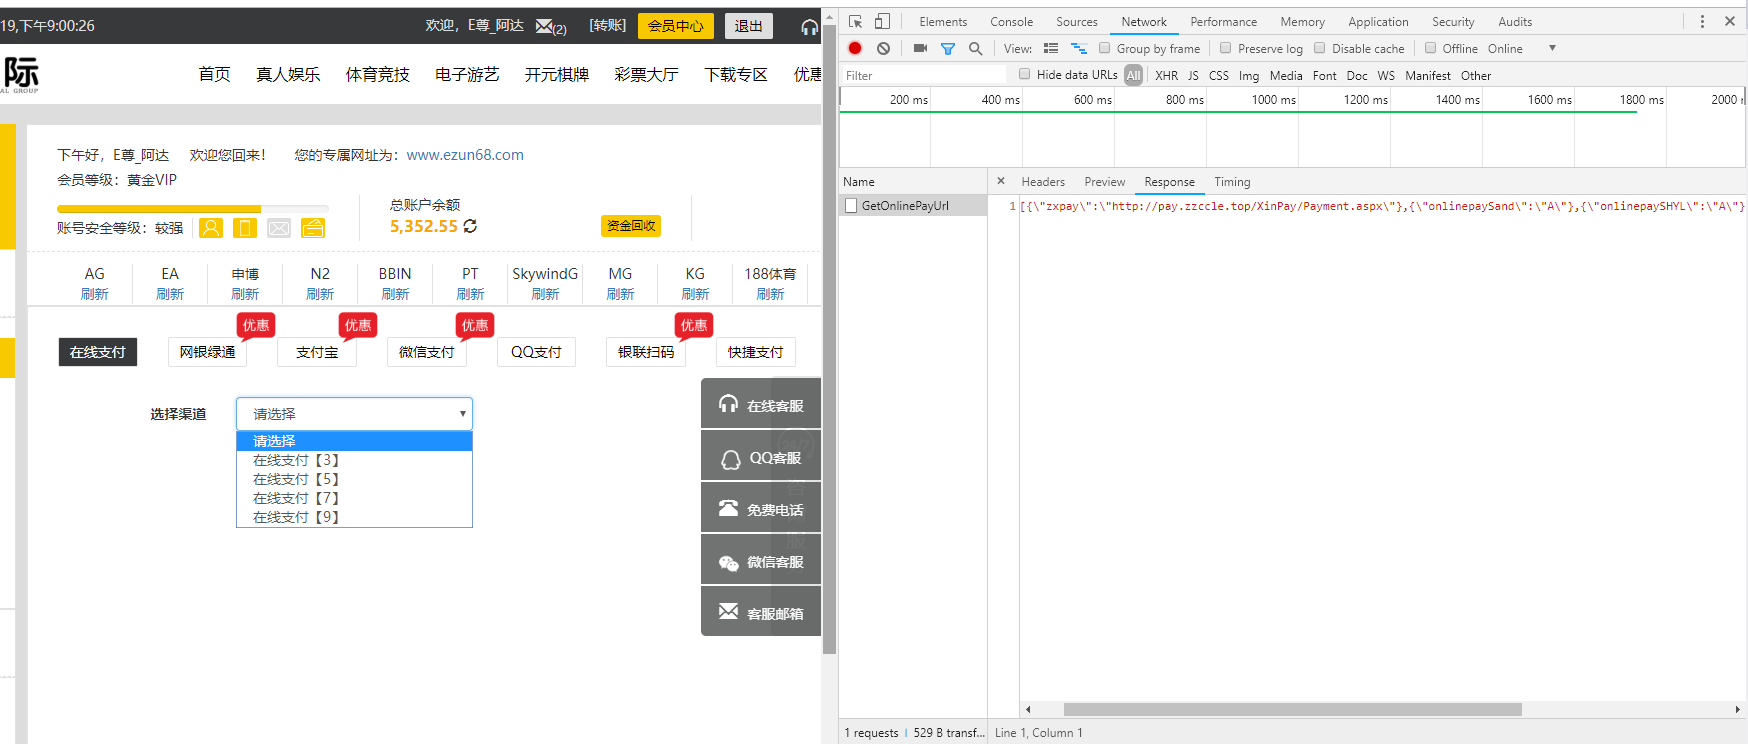 19,下午9:00:26
欢迎，E尊_阿达 (2) [转账] 会员中心 退出
际
AL GROUP
首页 真人娱乐 体育竞技 电子游艺 开元棋牌 彩票大厅 下载专区 优惠
下午好，E尊_阿达 欢迎您回来！ 您的专属网址为：www.ezun68.com
会员等级：黄金VIP
账号安全等级：较强
总账户余额
5,352.55
资金回收
AG EA 申博 N2 BBIN PT SkywindG MG KG 188体育
刷新 刷新 刷新 刷新 刷新 刷新 刷新 刷新 刷新 刷新
优惠 优惠 优惠 优惠
在线支付 网银绿通 支付宝 微信支付 QQ支付 银联扫码 快捷支付
选择渠道 请选择
请选择
在线支付【3】
在线支付【5】
在线支付【7】
在线支付【9】
在线客服
QQ客服
免费电话
微信客服
客服邮箱
Elements Console Sources Network Performance Memory Application Security Audits
View: Group by frame Preserve log Disable cache Offline Online
Filter Hide data URLs All XHR JS CSS Img Media Font Doc WS Manifest Other
200 ms 400 ms 600 ms 800 ms 1000 ms 1200 ms 1400 ms 1600 ms 1800 ms 2000
Name Headers Preview Response Timing
GetOnlinePayUrl
1 [{\"zxpay\":\"http://pay.zzccle.top/XinPay/Payment.aspx\"},{\"onlinepaySand\":\"A\"},{\"onlinepaySHYL\":\"A\"}
1 requests 529 B transf... Line 1, Column 1